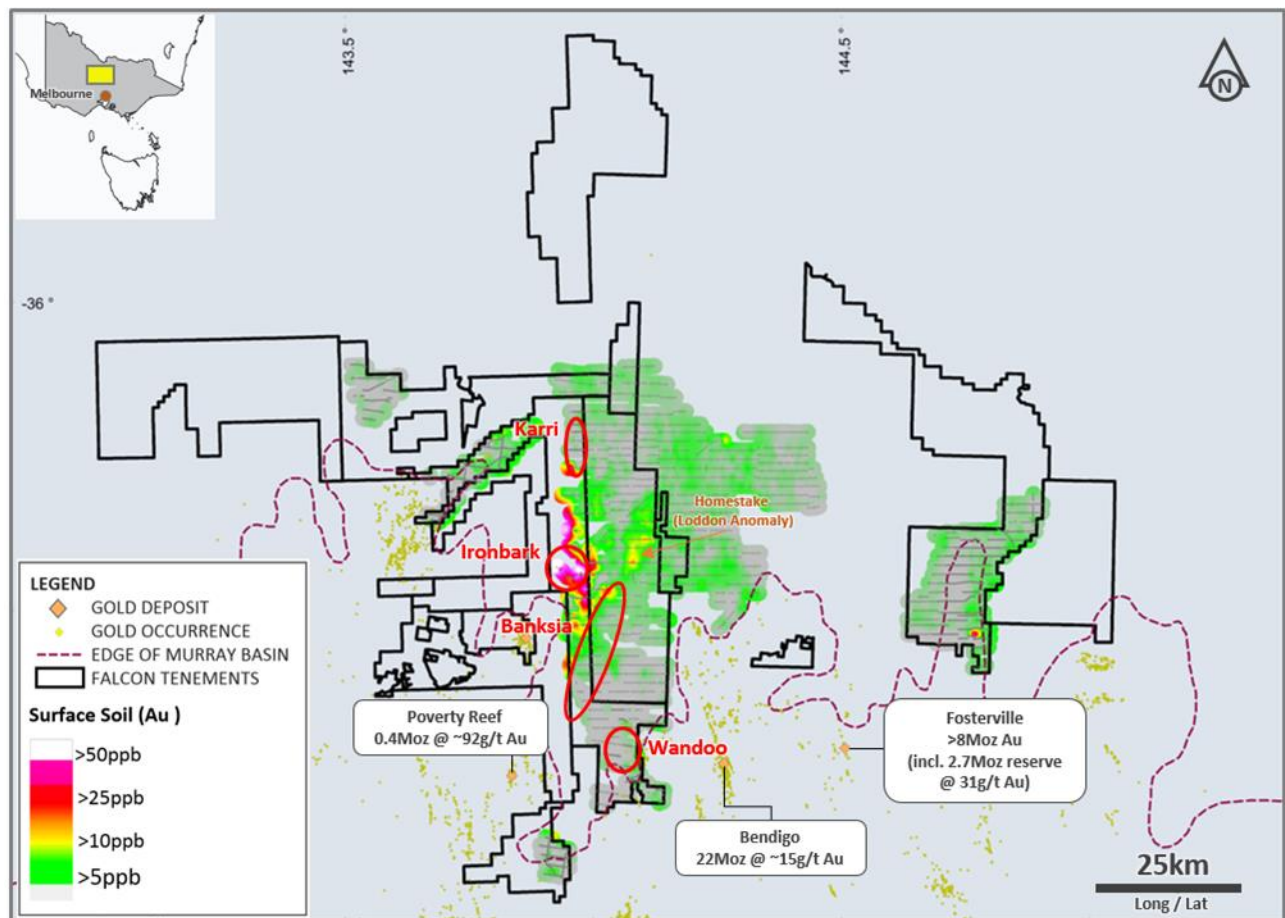 143.5 °
144.5 °
N
Melbourne
-36 °
Karri
Homestake
(Loddon Anomaly)
Ironbark
Banksia
Wandoo
Poverty Reef
0.4Moz @ ~92g/t Au
Fosterville
>8Moz Au
(incl. 2.7Moz reserve
@ 31g/t Au)
Bendigo
22Moz @ ~15g/t Au
LEGEND
GOLD DEPOSIT
GOLD OCCURRENCE
EDGE OF MURRAY BASIN
FALCON TENEMENTS
Surface Soil (Au )
>50ppb
>25ppb
>10ppb
>5ppb
25km
Long / Lat